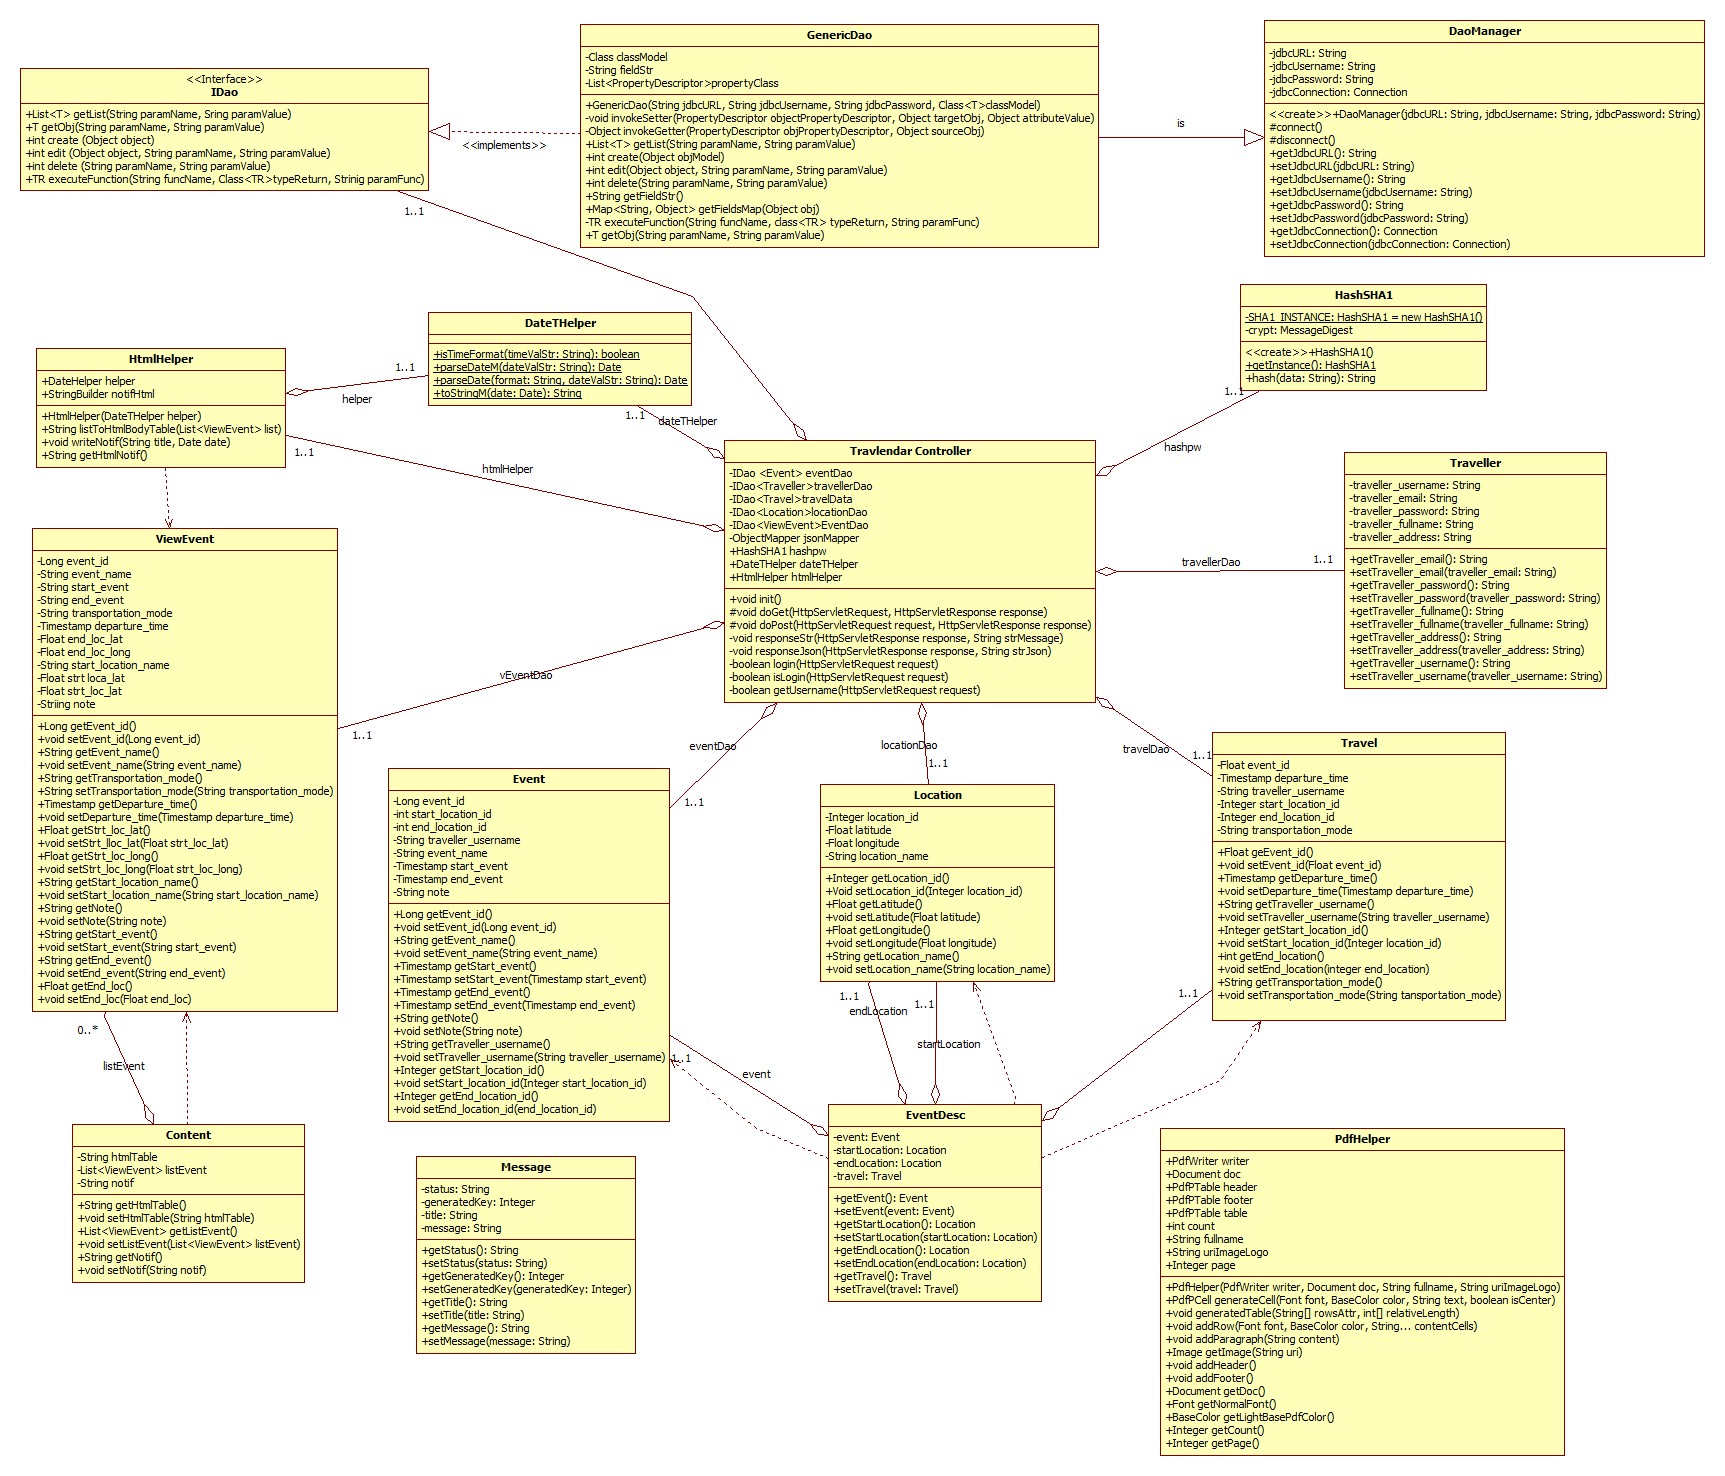 GenericDao
-Class classModel
-String fieldStr
-List<PropertyDescriptor>propertyClass
+GenericDao(String jdbcURL, String jdbcUsername, String jdbcPassword, Class<T>classModel)
-void invokeSetter(PropertyDescriptor objectPropertyDescriptor, Object targetObj, Object attributeValue)
-Object invokeGetter(PropertyDescriptor objPropertyDescriptor, Object sourceObj)
+List<T> getList(String paramName, String paramValue)
+int create(Object objModel)
+int edit(Object object, String paramName, String paramValue)
+int delete(String paramName, String paramValue)
+String getFieldStr()
+Map<String, Object> getFieldsMap(Object obj)
-TR executeFunction(String funcName, class<TR> typeReturn, String paramFunc)
+T getObj(String paramName, String paramValue)
DaoManager
-jdbcURL: String
-jdbcUsername: String
-jdbcPassword: String
-jdbcConnection: Connection
<<create>>+DaoManager(jdbcURL: String, jdbcUsername: String, jdbcPassword: String)
#connect()
#disconnect()
+getJdbcURL(): String
+setJdbcURL(jdbcURL: String)
+getJdbcUsername(): String
+setJdbcUsername(jdbcUsername: String)
+getJdbcPassword(): String
+setJdbcPassword(jdbcPassword: String)
+getJdbcConnection(): Connection
+setJdbcConnection(jdbcConnection: Connection)
<<Interface>>
IDao
+List<T> getList(String paramName, Sring paramValue)
+T getObj(String paramName, String paramValue)
+int create (Object object)
+int edit (Object object, String paramName, String paramValue)
+int delete (String paramName, String paramValue)
+TR executeFunction(String funcName, Class<TR>typeReturn, Strinig paramFunc)
<<implements>>
is
1..1
HashSHA1
-SHA1_INSTANCE: HashSHA1 = new HashSHA1()
-crypt: MessageDigest
<<create>>+HashSHA1()
+getInstance(): HashSHA1
+hash(data: String): String
1..1
hashpw
DateTHelper
+isTimeFormat(timeValStr: String): boolean
+parseDateM(dateValStr: String): Date
+parseDate(format: String, dateValStr: String): Date
+toStringM(date: Date): String
1..1
helper
1..1
dateTHelper
HtmlHelper
+DateHelper helper
+StringBuilder notifHtml
+HtmlHelper(DateTHelper helper)
+String listToHtmlBodyTable(List<ViewEvent> list)
+void writeNotif(String title, Date date)
+String getHtmlNotif()
1..1
htmlHelper
Travlendar Controller
-IDao <Event> eventDao
-IDao<Traveller>travellerDao
-IDao<Travel>travelData
-IDao<Location>locationDao
-IDao<ViewEvent>EventDao
-ObjectMapper jsonMapper
+HashSHA1 hashpw
+DateTHelper dateTHelper
+HtmlHelper htmlHelper
+void init()
#void doGet(HttpServletRequest, HttpServletResponse response)
#void doPost(HttpServletRequest request, HttpServletResponse response)
-void responseStr(HttpServletResponse response, String strMessage)
-void responseJson(HttpServletResponse response, String strJson)
-boolean login(HttpServletRequest request)
-boolean isLogin(HttpServletRequest request)
-boolean getUsername(HttpServletRequest request)
Traveller
-traveller_username: String
-traveller_email: String
-traveller_password: String
-traveller_fullname: String
-traveller_address: String
+getTraveller_email(): String
+setTraveller_email(traveller_email: String)
+getTraveller_password(): String
+setTraveller_password(traveller_password: String)
+getTraveller_fullname(): String
+setTraveller_fullname(traveller_fullname: String)
+getTraveller_address(): String
+setTraveller_address(traveller_address: String)
+getTraveller_username(): String
+setTraveller_username(traveller_username: String)
travellerDao
1..1
ViewEvent
-Long event_id
-String event_name
-String start_event
-String end_event
-String transportation_mode
-Timestamp departure_time
-Float end_loc_lat
-Float end_loc_long
-String start_location_name
-Float strt loca_lat
-Float strt_loc_lat
-Striing note
+Long getEvent_id()
+void setEvent_id(Long event_id)
+String getEvent_name()
+void setEvent_name(String event_name)
+String getTransportation_mode()
+String setTransportation_mode(String transportation_mode)
+Timestamp getDeparture_time()
+void setDeparture_time(Timestamp departure_time)
+Float getStrt_loc_lat()
+void setStrt_lloc_lat(Float strt_loc_lat)
+Float getStrt_loc_long()
+void setStrt_loc_long(Float strt_loc_long)
+String getStart_location_name()
+void setStart_location_name(String start_location_name)
+String getNote()
+void setNote(String note)
+String getStart_event()
+void setStart_event(String start_event)
+String getEnd_event()
+void setEnd_event(String end_event)
+Float getEnd_loc()
+void setEnd_loc(Float end_loc)
vEventDao
1..1
eventDao
1..1
locationDao
1..1
travelDao
1..1
Event
-Long event_id
-int start_location_id
-int end_location_id
-String traveller_username
-String event_name
-Timestamp start_event
-Timestamp end_event
-String note
+Long getEvent_id()
+void setEvent_id(Long event_id)
+String getEvent_name()
+void setEvent_name(String event_name)
+Timestamp getStart_event()
+Timestamp setStart_event(Timestamp start_event)
+Timestamp getEnd_event()
+Timestamp setEnd_event(Timestamp end_event)
+String getNote()
+void setNote(String note)
+String getTraveller_username()
+void setTraveller_username(String traveller_username)
+Integer getStart_location_id()
+void setStart_location_id(Integer start_location_id)
+Integer getEnd_location_id()
+void setEnd_location_id(end_location_id)
Location
-Integer location_id
-Float latitude
-Float longitude
-String location_name
+Integer getLocation_id()
+Void setLocation_id(Integer location_id)
+Float getLatitude()
+void setLatitude(Float latitude)
+Float getLongitude()
+void setLongitude(Float longitude)
+String getLocation_name()
+void setLocation_name(String location_name)
Travel
-Float event_id
-Timestamp departure_time
-String traveller_username
-Integer start_location_id
-Integer end_location_id
-String transportation_mode
+Float geEvent_id()
+void setEvent_id(Float event_id)
+Timestamp getDeparture_time()
+void setDeparture_time(Timestamp departure_time)
+String getTraveller_username()
+void setTraveller_username(String traveller_username)
+Integer getStart_location_id()
+void setStart_location_id(Integer location_id)
+int getEnd_location()
+void setEnd_location(integer end_location)
+String getTransportation_mode()
+void setTransportation_mode(String tansportation_mode)
1..1
endLocation
1..1
startLocation
1..1
1..1
event
0..*
listEvent
Content
-String htmlTable
-List<ViewEvent> listEvent
-String notif
+String getHtmlTable()
+void setHtmlTable(String htmlTable)
+List<ViewEvent> getListEvent()
+void setListEvent(List<ViewEvent> listEvent)
+String getNotif()
+void setNotif(String notif)
Message
-status: String
-generatedKey: Integer
-title: String
-message: String
+getStatus(): String
+setStatus(status: String)
+getGeneratedKey(): Integer
+setGeneratedKey(generatedKey: Integer)
+getTitle(): String
+setTitle(title: String)
+getMessage(): String
+setMessage(message: String)
EventDesc
-event: Event
-startLocation: Location
-endLocation: Location
-travel: Travel
+getEvent(): Event
+setEvent(event: Event)
+getStartLocation(): Location
+setStartLocation(startLocation: Location)
+getEndLocation(): Location
+setEndLocation(endLocation: Location)
+getTravel(): Travel
+setTravel(travel: Travel)
PdfHelper
+PdfWriter writer
+Document doc
+PdfPTable header
+PdfPTable footer
+PdfPTable table
+int count
+String fullname
+String uriImageLogo
+Integer page
+PdfHelper(PdfWriter writer, Document doc, String fullname, String uriImageLogo)
+PdfPCell generateCell(Font font, BaseColor color, String text, boolean isCenter)
+void generatedTable(String[] rowsAttr, int[] relativeLength)
+void addRow(Font font, BaseColor color, String... contentCells)
+void addParagraph(String content)
+Image getImage(String uri)
+void addHeader()
+void addFooter()
+Document getDoc()
+Font getNormalFont()
+BaseColor getLightBasePdfColor()
+Integer getCount()
+Integer getPage()